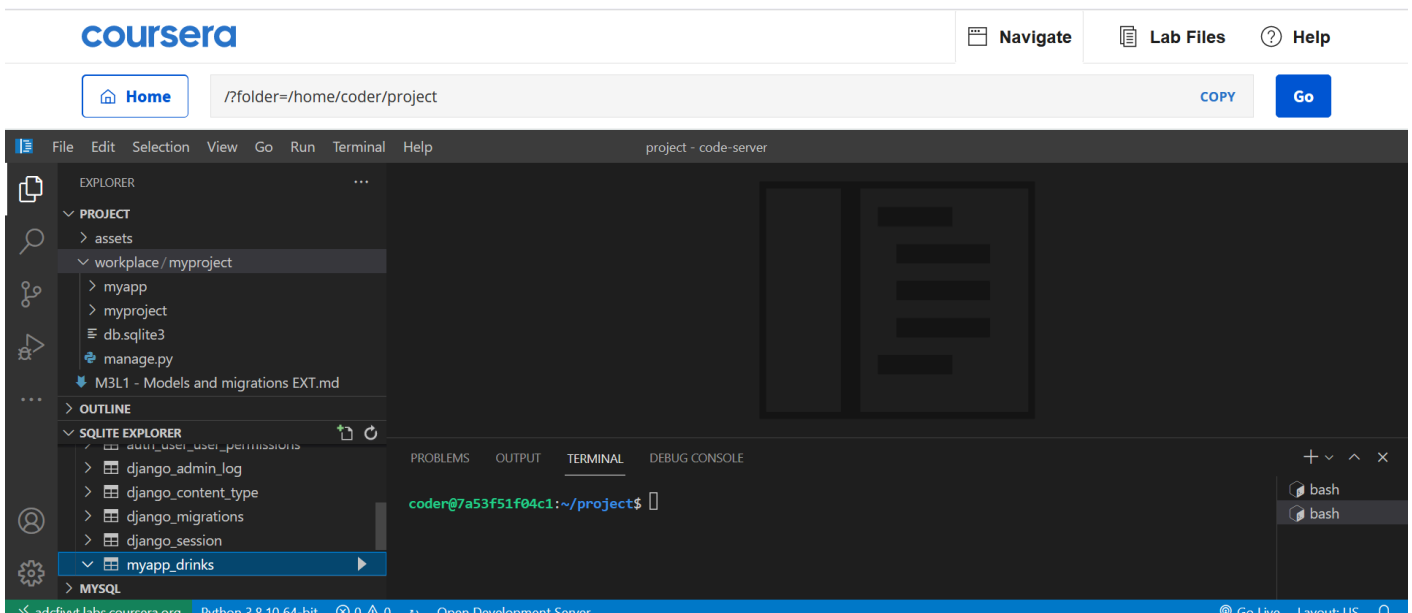 coursera
Navigate
Lab Files
Help
Home
/?folder=/home/coder/project
COPY
Go
File Edit Selection View Go Run Terminal Help
project - code-server
EXPLORER
PROJECT
assets
workplace / myproject
myapp
myproject
db.sqlite3
manage.py
M3L1 - Models and migrations EXT.md
OUTLINE
SQLITE EXPLORER
auth_user_user_permissions
django_admin_log
django_content_type
django_migrations
django_session
myapp_drinks
MYSQL
PROBLEMS OUTPUT TERMINAL DEBUG CONSOLE
coder@7a53f51f04c1:~/project$
bash
bash
Python 3.8.10 64-bit 0 0 Open Development Server Go Live Layout: US